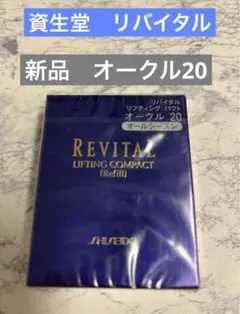 資生堂　リバイタル
新品　オークル20
リバイタル
リフティング パクト
オークル 20
オールシーズン
REVITAL
LIFTING COMPACT
(Refill)
SHISEIDO